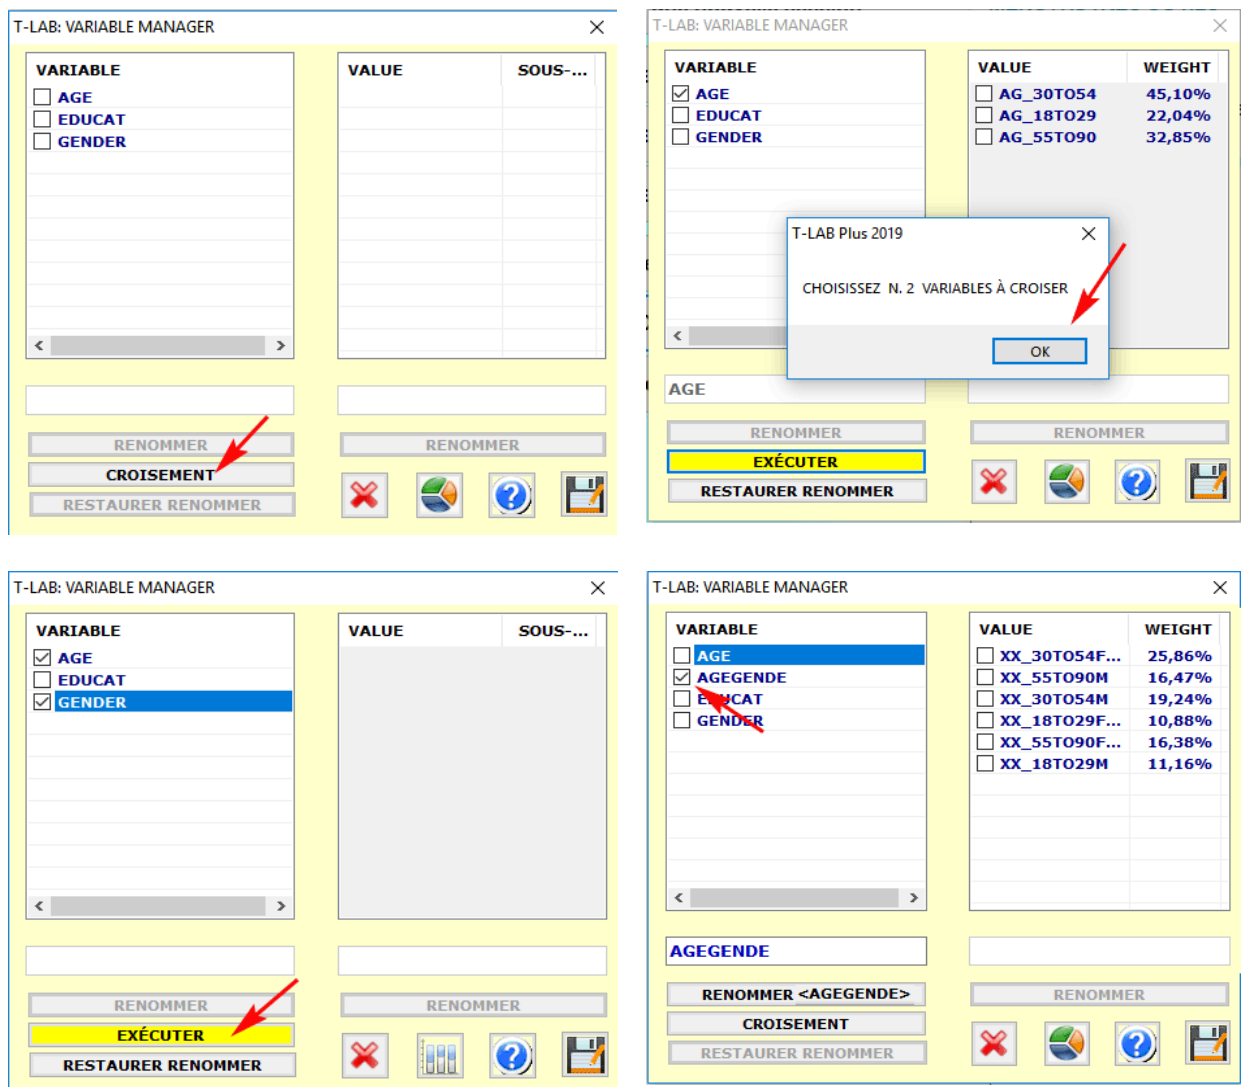 T-LAB: VARIABLE MANAGER
VARIABLE
AGE
EDUCAT
GENDER
VALUE SOUS-...
RENOMMER
CROISEMENT
RESTAURER RENOMMER
RENOMMER
T-LAB: VARIABLE MANAGER
VARIABLE
AGE
EDUCAT
GENDER
VALUE WEIGHT
AG_30TO54 45,10%
AG_18TO29 22,04%
AG_55TO90 32,85%
T-LAB Plus 2019
CHOISISSEZ N. 2 VARIABLES À CROISER
OK
AGE
RENOMMER
EXÉCUTER
RESTAURER RENOMMER
RENOMMER
T-LAB: VARIABLE MANAGER
VARIABLE
AGE
EDUCAT
GENDER
VALUE SOUS-...
RENOMMER
EXÉCUTER
RESTAURER RENOMMER
RENOMMER
T-LAB: VARIABLE MANAGER
VARIABLE
AGE
AGEGENDE
EDUCAT
GENDER
VALUE WEIGHT
XX_30TO54F... 25,86%
XX_55TO90M 16,47%
XX_30TO54M 19,24%
XX_18TO29F... 10,88%
XX_55TO90F... 16,38%
XX_18TO29M 11,16%
AGEGENDE
RENOMMER <AGEGENDE>
CROISEMENT
RESTAURER RENOMMER
RENOMMER